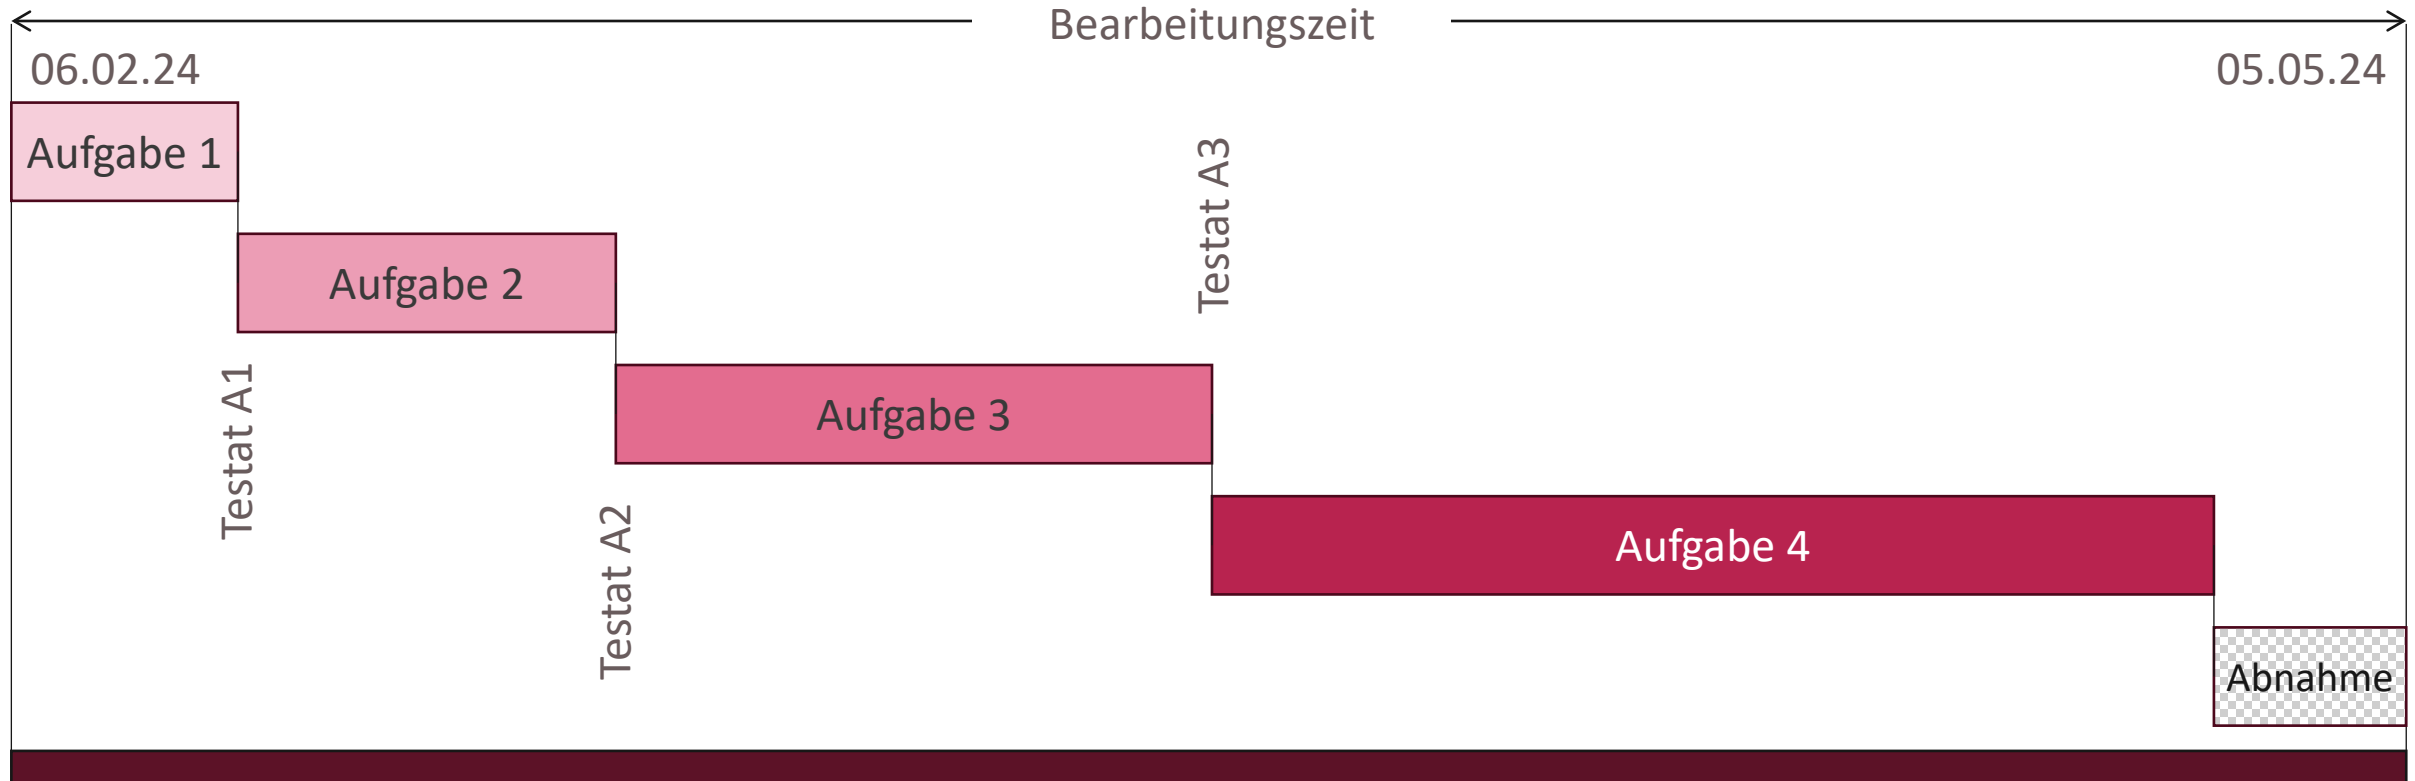 Bearbeitungszeit
06.02.24
05.05.24
Aufgabe 1
Testat A3
Aufgabe 2
Testat A1
Aufgabe 3
Testat A2
Aufgabe 4
Abnahme